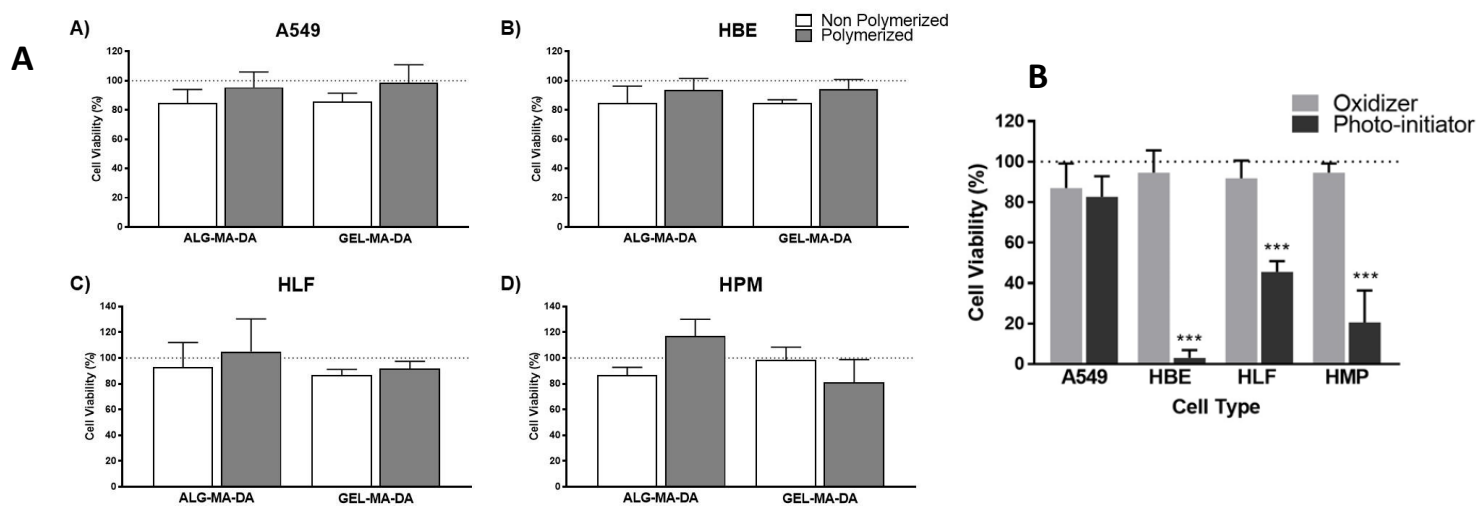 A
A) A549
Cell Viability (%)
120
100
80
60
40
20
0
ALG-MA-DA GEL-MA-DA
B) HBE
Non Polymerized
Polymerized
Cell Viability (%)
120
100
80
60
40
20
0
ALG-MA-DA GEL-MA-DA
C) HLF
Cell Viability (%)
140
120
100
80
60
40
20
0
ALG-MA-DA GEL-MA-DA
D) HPM
Cell Viability (%)
140
120
100
80
60
40
20
0
ALG-MA-DA GEL-MA-DA
B
Oxidizer
Photo-initiator
Cell Viability (%)
120
100
80
60
40
20
0
***
***
***
A549 HBE HLF HMP
Cell Type